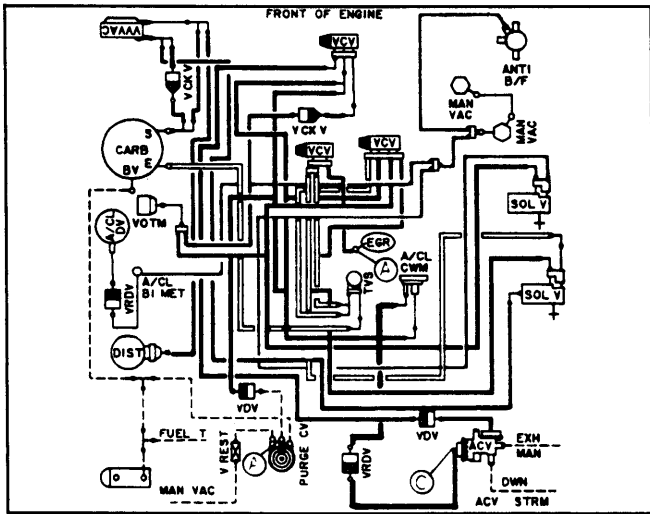 FRONT OF ENGINE
VVVAC
VCK V
VCV
ANTI
B/F
MAN
VAC
MAN
VAC
VCK V
VCV
VCV
S
CARB
E
BV
SOL V
A/CL
DV
VOTM
EGR
A
A/CL
CWM
TVS
VRDV
A/CL
BI MET
SOL V
DIST
VDV
VDV
FUEL T
V REST
A
PURGE CV
VRDV
ACV
EXH
MAN
C
DWN
STRM
MAN VAC
ACV